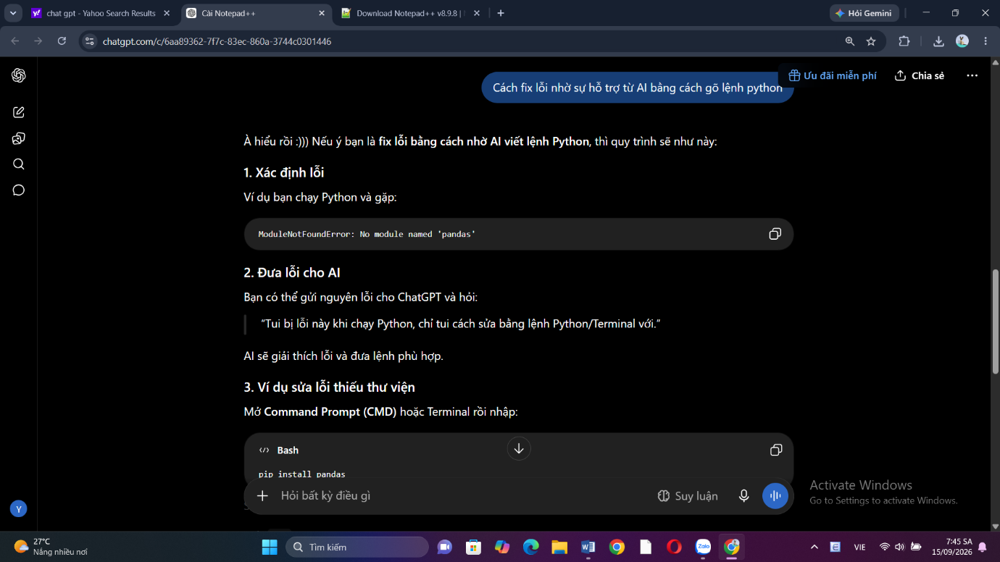 chat gpt - Yahoo Search Results
Cài Notepad++
Download Notepad++ v8.9.8 |
Hỏi Gemini
chatgpt.com/c/6aa89362-7f7c-83ec-860a-3744c0301446
Ưu đãi miễn phí
Chia sẻ
Cách fix lỗi nhờ sự hỗ trợ từ AI bằng cách gõ lệnh python
À hiểu rồi :))) Nếu ý bạn là fix lỗi bằng cách nhờ AI viết lệnh Python, thì quy trình sẽ như này:
1. Xác định lỗi
Ví dụ bạn chạy Python và gặp:
ModuleNotFoundError: No module named 'pandas'
2. Đưa lỗi cho AI
Bạn có thể gửi nguyên lỗi cho ChatGPT và hỏi:
“Tui bị lỗi này khi chạy Python, chỉ tui cách sửa bằng lệnh Python/Terminal với.”
AI sẽ giải thích lỗi và đưa lệnh phù hợp.
3. Ví dụ sửa lỗi thiếu thư viện
Mở Command Prompt (CMD) hoặc Terminal rồi nhập:
Bash
pip install pandas
Hỏi bất kỳ điều gì
Suy luận
Activate Windows
Go to Settings to activate Windows.
Y
27°C
Nắng nhiều nơi
Tìm kiếm
Zalo
VIE
7:45 SA
15/09/2026